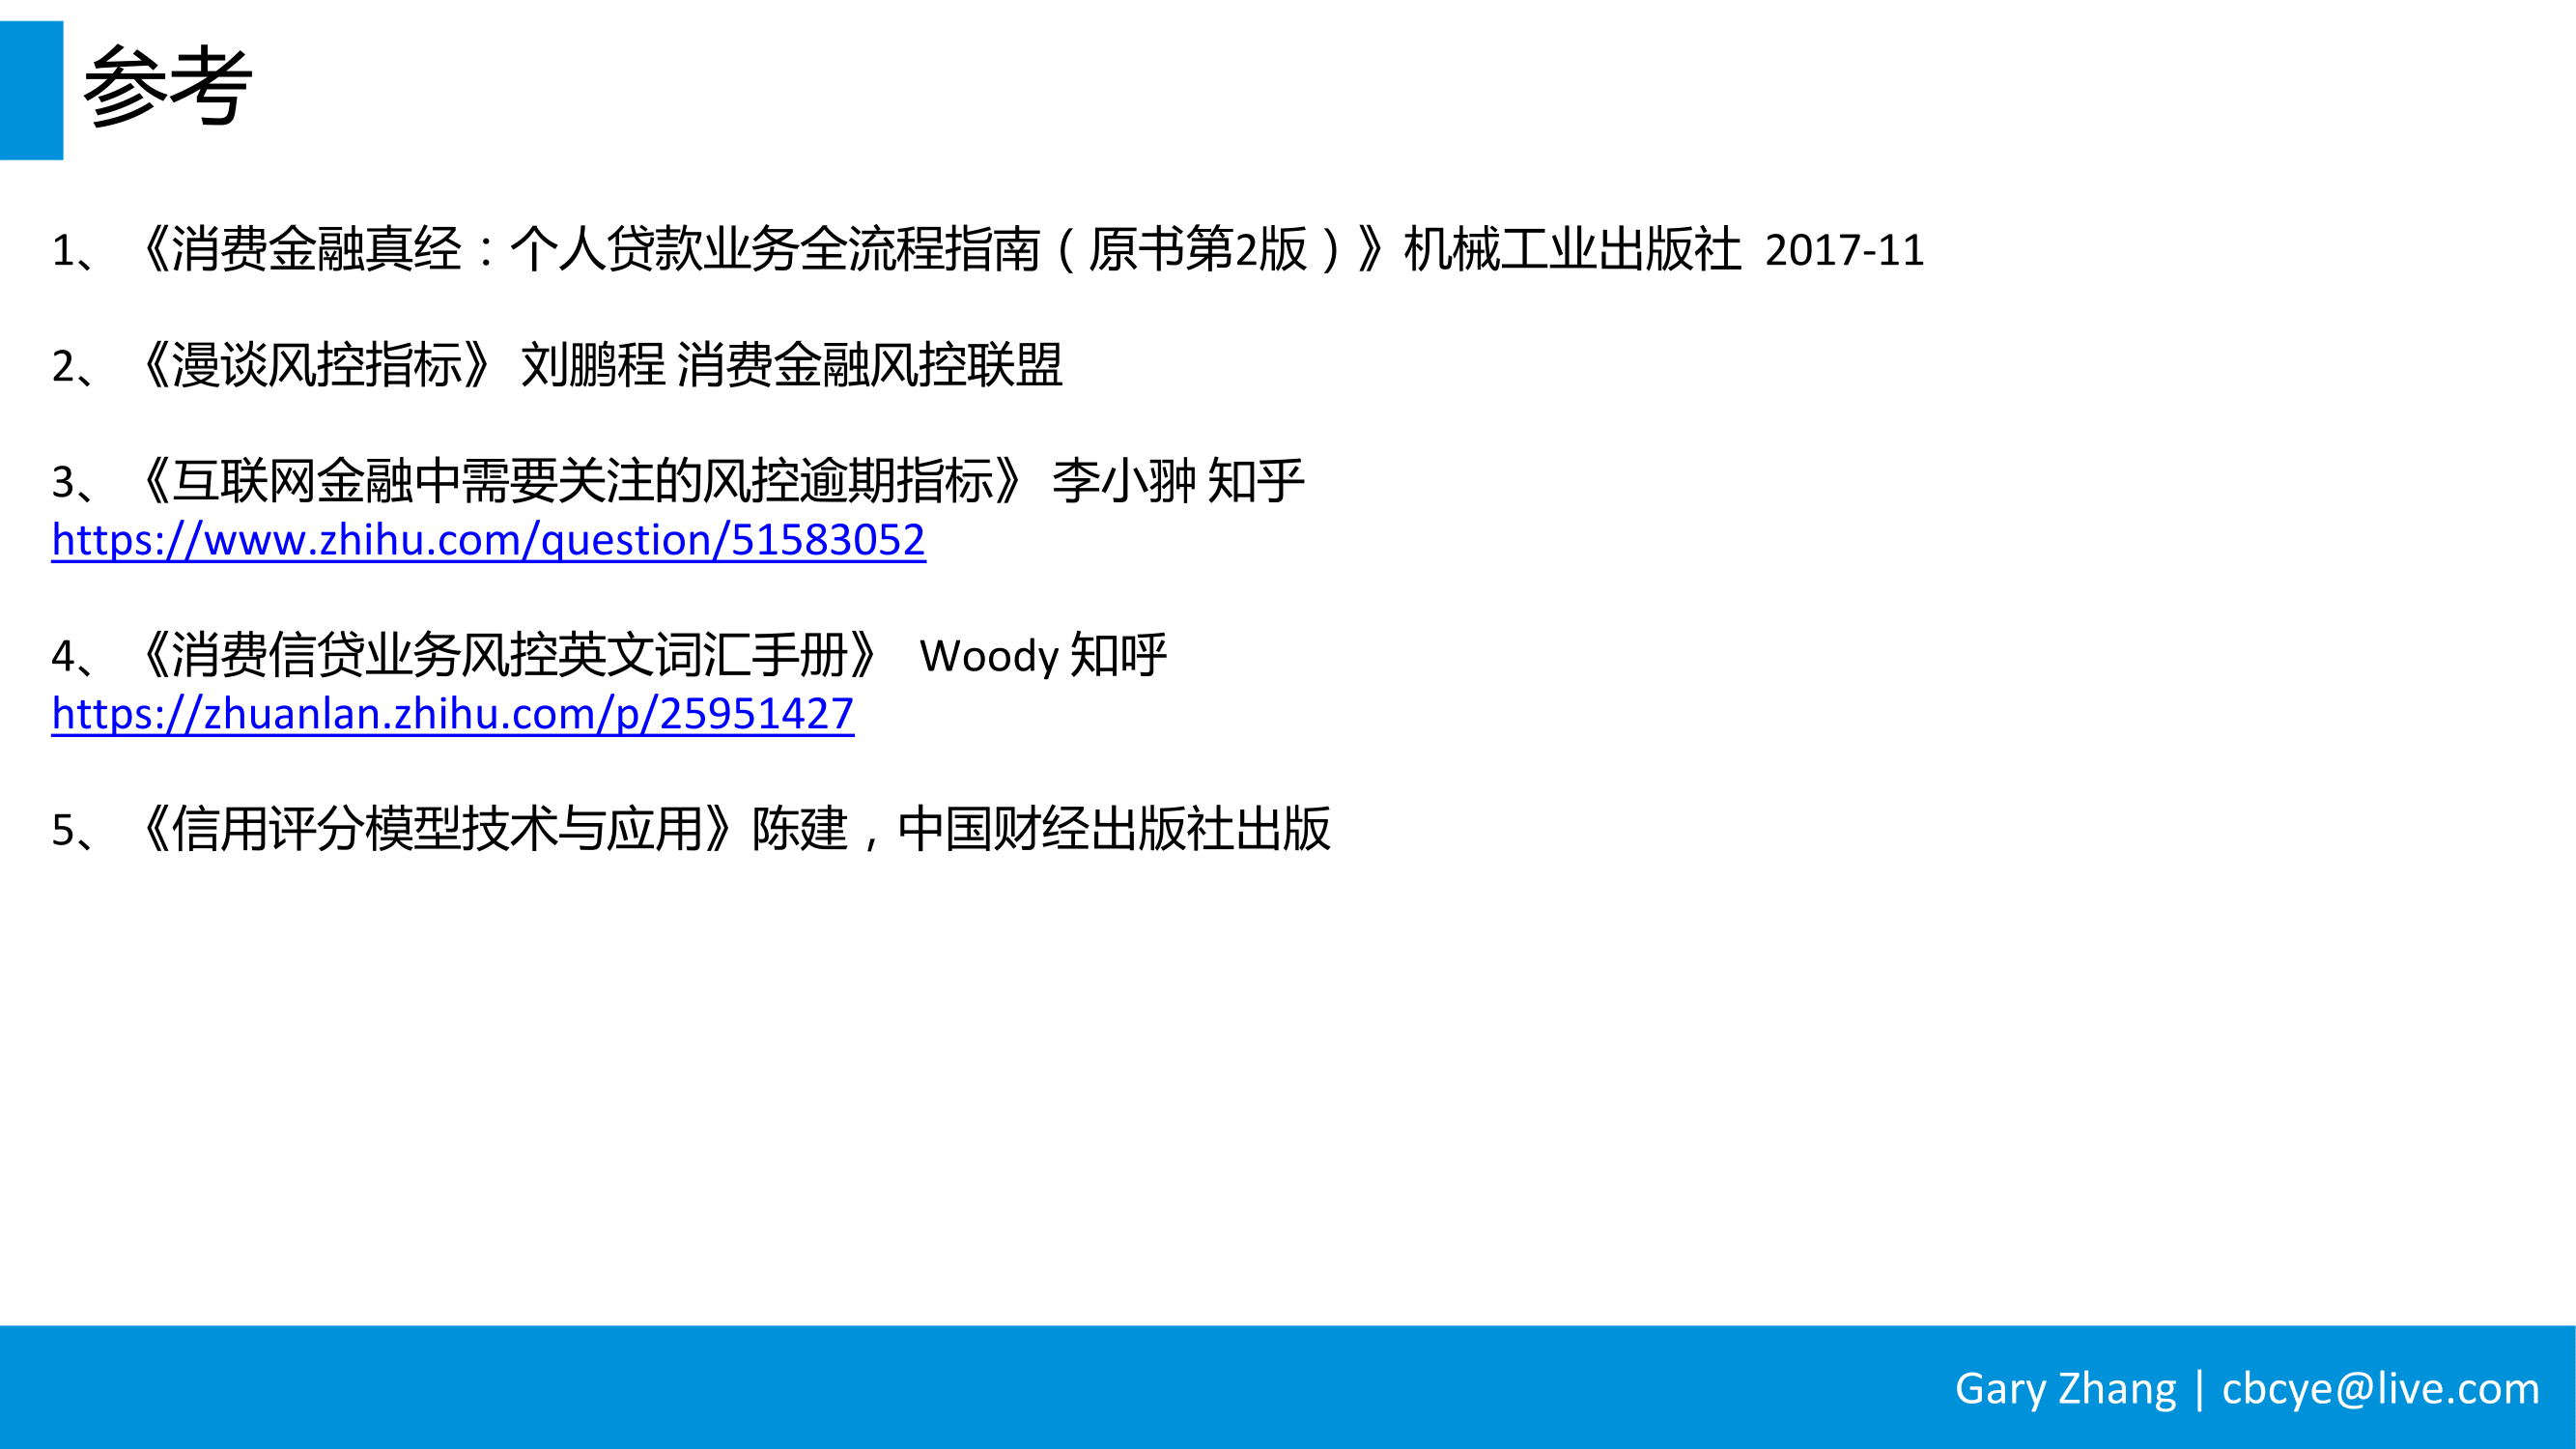 参考
1、 《消费金融真经：个人贷款业务全流程指南（原书第2版）》机械工业出版社 2017-11
2、 《漫谈风控指标》 刘鹏程 消费金融风控联盟
3、 《互联网金融中需要关注的风控逾期指标》 李小翀 知乎
https://www.zhihu.com/question/51583052
4、 《消费信贷业务风控英文词汇手册》 Woody 知呼
https://zhuanlan.zhihu.com/p/25951427
5、 《信用评分模型技术与应用》陈建，中国财经出版社出版
Gary Zhang | cbcye@live.com